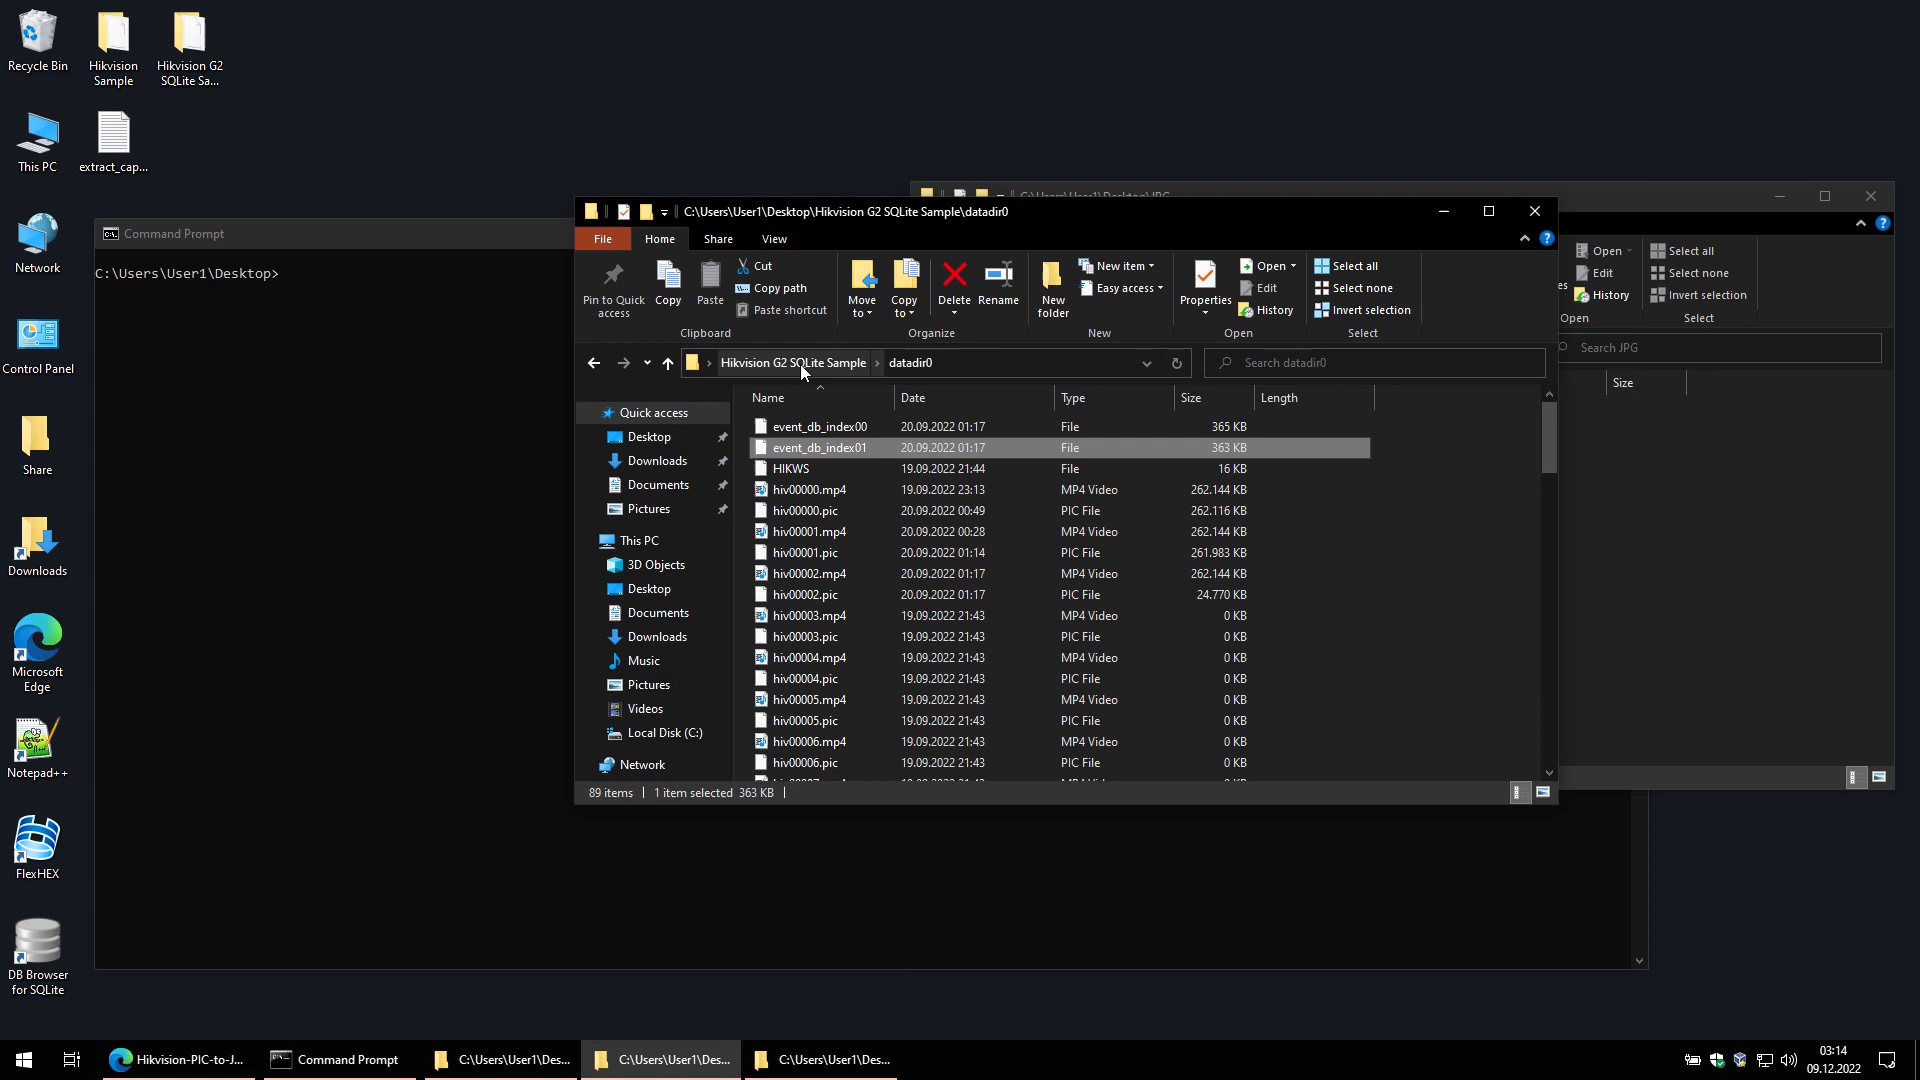 Recycle Bin
Hikvision
Sample
Hikvision G2
SQLite Sa...
This PC
extract_cap...
Network
Control Panel
Share
Downloads
Microsoft
Edge
Notepad++
FlexHEX
DB Browser
for SQLite
Command Prompt
C:\Users\User1\Desktop>
C:\Users\User1\Desktop\JPG
Open
Edit
History
Open
Select all
Select none
Invert selection
Select
Search JPG
Size
C:\Users\User1\Desktop\Hikvision G2 SQLite Sample\datadir0
File
Home
Share
View
Pin to Quick
access
Copy
Paste
Cut
Copy path
Paste shortcut
Clipboard
Move
to
Copy
to
Delete
Rename
Organize
New
folder
New item
Easy access
New
Properties
Open
Edit
History
Open
Select all
Select none
Invert selection
Select
Hikvision G2 SQLite Sample
datadir0
Search datadir0
Quick access
Desktop
Downloads
Documents
Pictures
This PC
3D Objects
Desktop
Documents
Downloads
Music
Pictures
Videos
Local Disk (C:)
Network
Name Date Type Size Length
event_db_index00 20.09.2022 01:17 File 365 KB
event_db_index01 20.09.2022 01:17 File 363 KB
HIKWS 19.09.2022 21:44 File 16 KB
hiv00000.mp4 19.09.2022 23:13 MP4 Video 262.144 KB
hiv00000.pic 20.09.2022 00:49 PIC File 262.116 KB
hiv00001.mp4 20.09.2022 00:28 MP4 Video 262.144 KB
hiv00001.pic 20.09.2022 01:14 PIC File 261.983 KB
hiv00002.mp4 20.09.2022 01:17 MP4 Video 262.144 KB
hiv00002.pic 20.09.2022 01:17 PIC File 24.770 KB
hiv00003.mp4 19.09.2022 21:43 MP4 Video 0 KB
hiv00003.pic 19.09.2022 21:43 PIC File 0 KB
hiv00004.mp4 19.09.2022 21:43 MP4 Video 0 KB
hiv00004.pic 19.09.2022 21:43 PIC File 0 KB
hiv00005.mp4 19.09.2022 21:43 MP4 Video 0 KB
hiv00005.pic 19.09.2022 21:43 PIC File 0 KB
hiv00006.mp4 19.09.2022 21:43 MP4 Video 0 KB
hiv00006.pic 19.09.2022 21:43 PIC File 0 KB
89 items 1 item selected 363 KB
Hikvision-PIC-to-J...
Command Prompt
C:\Users\User1\Des...
C:\Users\User1\Des...
C:\Users\User1\Des...
03:14
09.12.2022